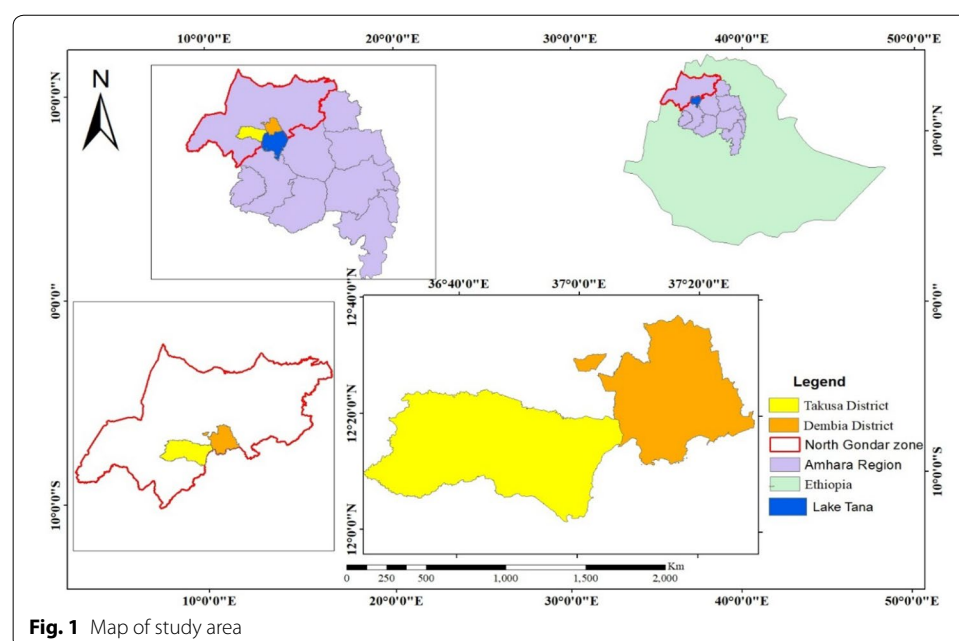 10°0'0"E 20°0'0"E 40°0'0"E 50°0'0"E
N
10°0'0"N
10°0'0"N
36°40'0"E 37°0'0"E 37°20'0"E
12°40'0"N
12°20'0"N
12°0'0"N
0°0'0"
0°0'0"
10°0'0"S
10°0'0"S
Legend
Takusa District
Dembia District
North Gondar zone
Amhara Region
Ethiopia
Lake Tana
Km
0 250 500 1,000 1,500 2,000
10°0'0"E 20°0'0"E 30°0'0"E 40°0'0"E 50°0'0"E
Fig. 1 Map of study area